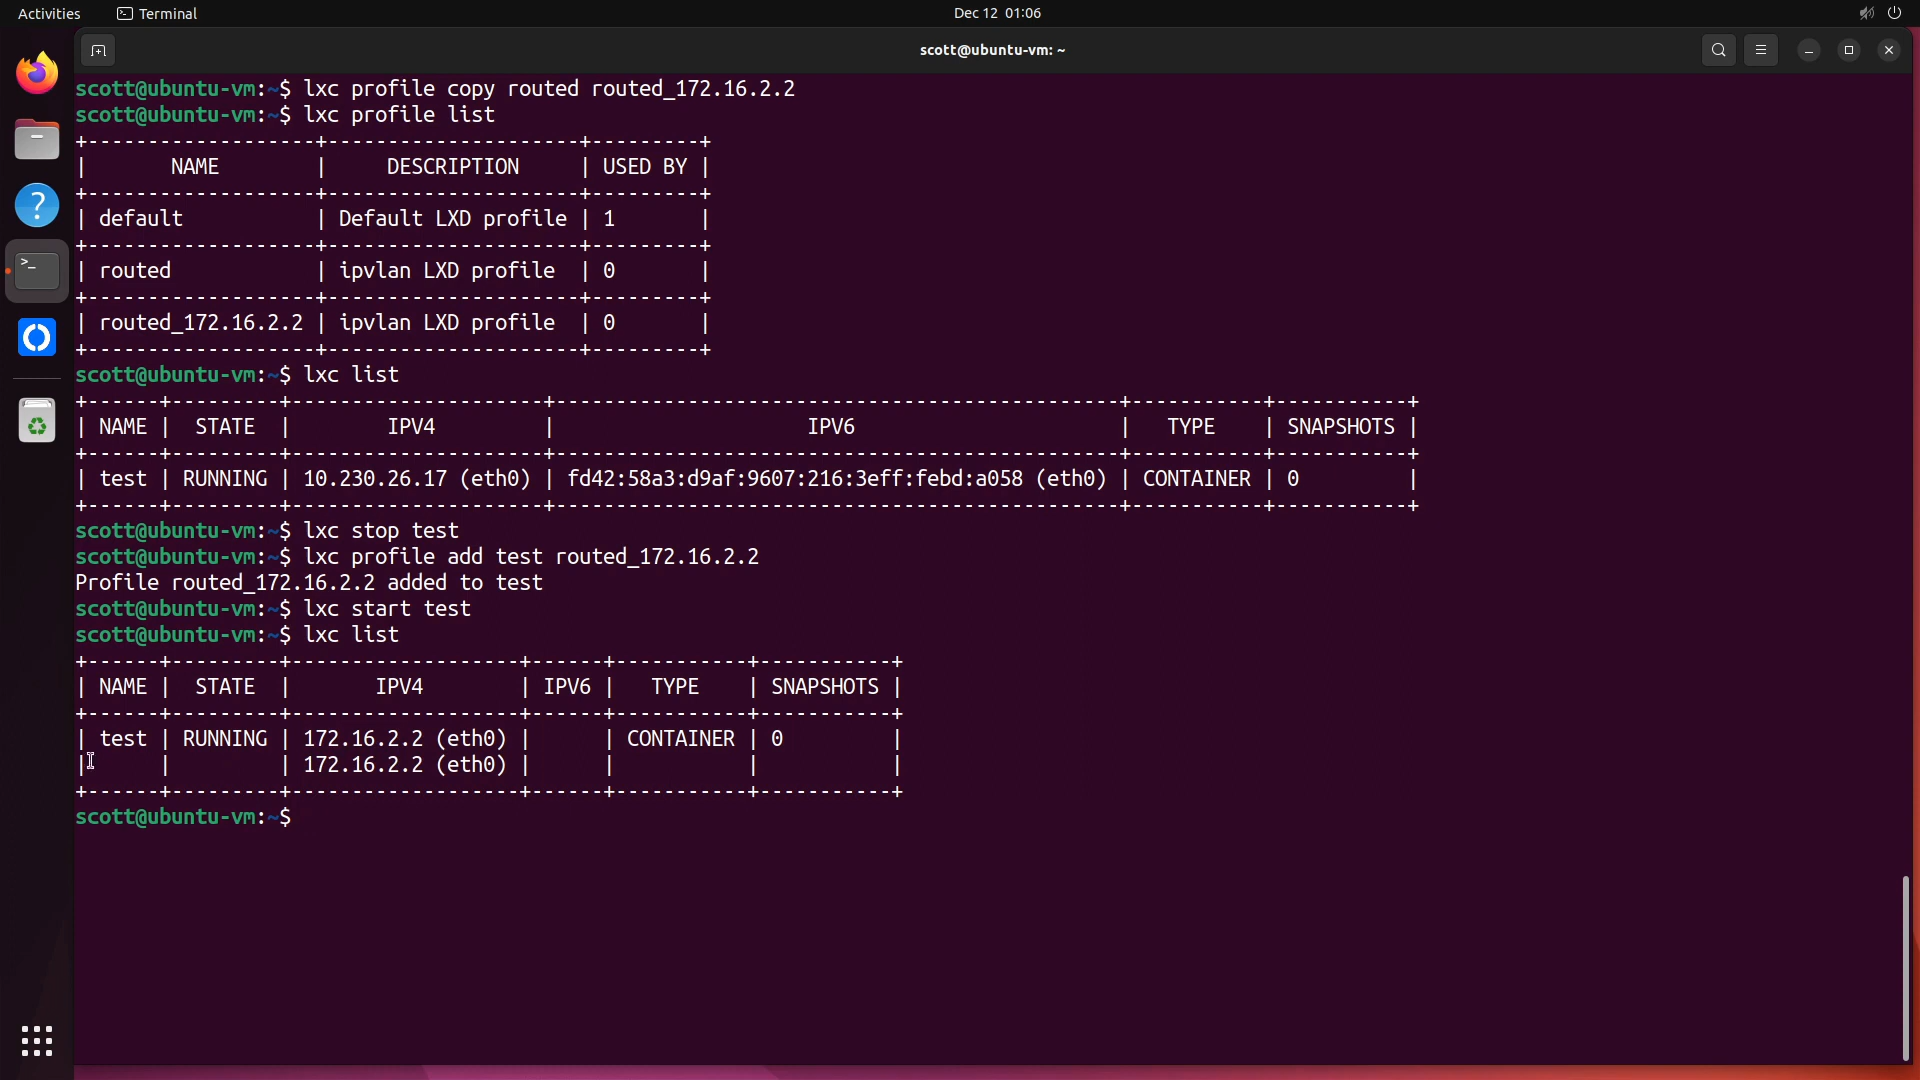 Activities Terminal Dec 12 01:06
scott@ubuntu-vm: ~
scott@ubuntu-vm:~$ lxc profile copy routed routed_172.16.2.2
scott@ubuntu-vm:~$ lxc profile list
+-------------------+---------------------+---------+
|       NAME        |     DESCRIPTION     | USED BY |
+-------------------+---------------------+---------+
| default           | Default LXD profile | 1       |
+-------------------+---------------------+---------+
| routed            | ipvlan LXD profile  | 0       |
+-------------------+---------------------+---------+
| routed_172.16.2.2 | ipvlan LXD profile  | 0       |
+-------------------+---------------------+---------+
scott@ubuntu-vm:~$ lxc list
+------+---------+---------------------+-----------------------------------------------+-----------+-----------+
| NAME |  STATE  |        IPV4         |                     IPV6                      |   TYPE    | SNAPSHOTS |
+------+---------+---------------------+-----------------------------------------------+-----------+-----------+
| test | RUNNING | 10.230.26.17 (eth0) | fd42:58a3:d9af:9607:216:3eff:febd:a058 (eth0) | CONTAINER | 0         |
+------+---------+---------------------+-----------------------------------------------+-----------+-----------+
scott@ubuntu-vm:~$ lxc stop test
scott@ubuntu-vm:~$ lxc profile add test routed_172.16.2.2
Profile routed_172.16.2.2 added to test
scott@ubuntu-vm:~$ lxc start test
scott@ubuntu-vm:~$ lxc list
+------+---------+-------------------+------+-----------+-----------+
| NAME |  STATE  |       IPV4        | IPV6 |   TYPE    | SNAPSHOTS |
+------+---------+-------------------+------+-----------+-----------+
| test | RUNNING | 172.16.2.2 (eth0) |      | CONTAINER | 0         |
|      |         | 172.16.2.2 (eth0) |      |           |           |
+------+---------+-------------------+------+-----------+-----------+
scott@ubuntu-vm:~$